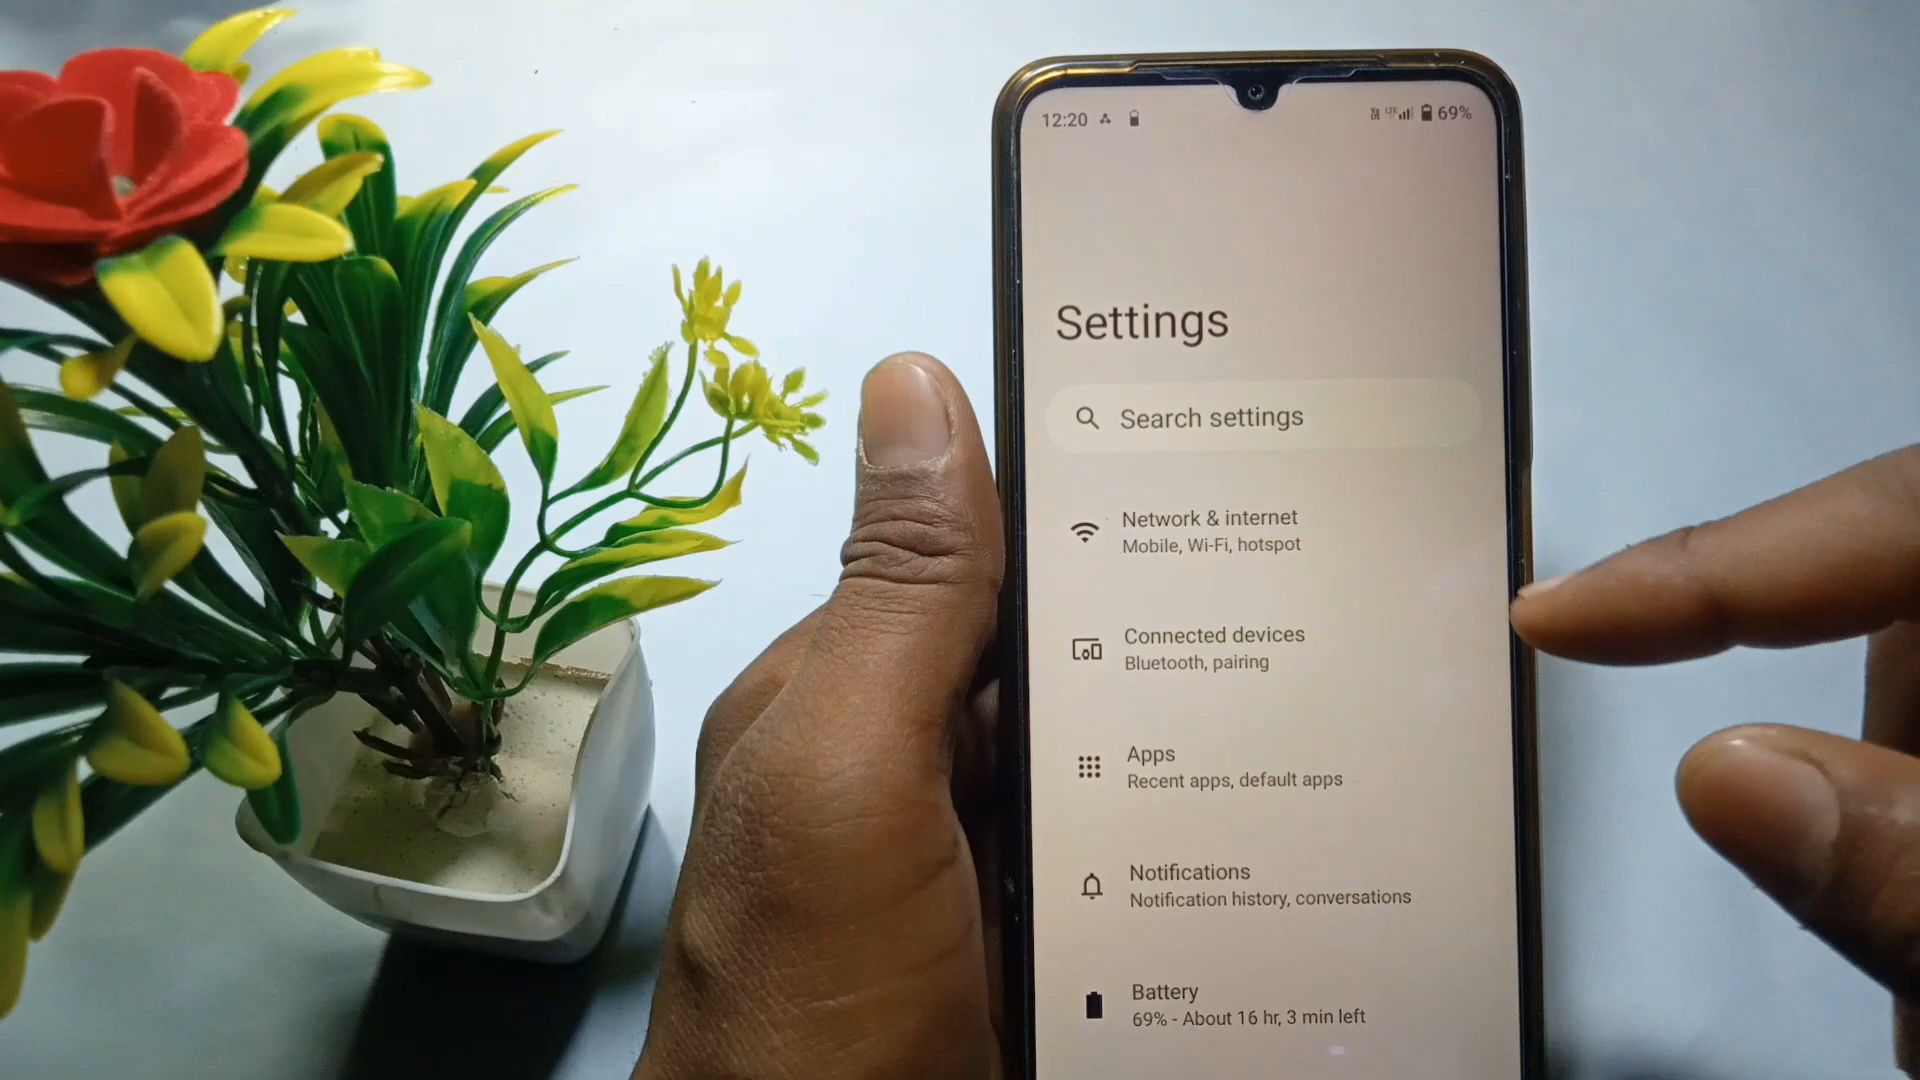 12:20
LTE 69%
Settings
Search settings
Network & internet
Mobile, Wi-Fi, hotspot
Connected devices
Bluetooth, pairing
Apps
Recent apps, default apps
Notifications
Notification history, conversations
Battery
69% - About 16 hr, 3 min left